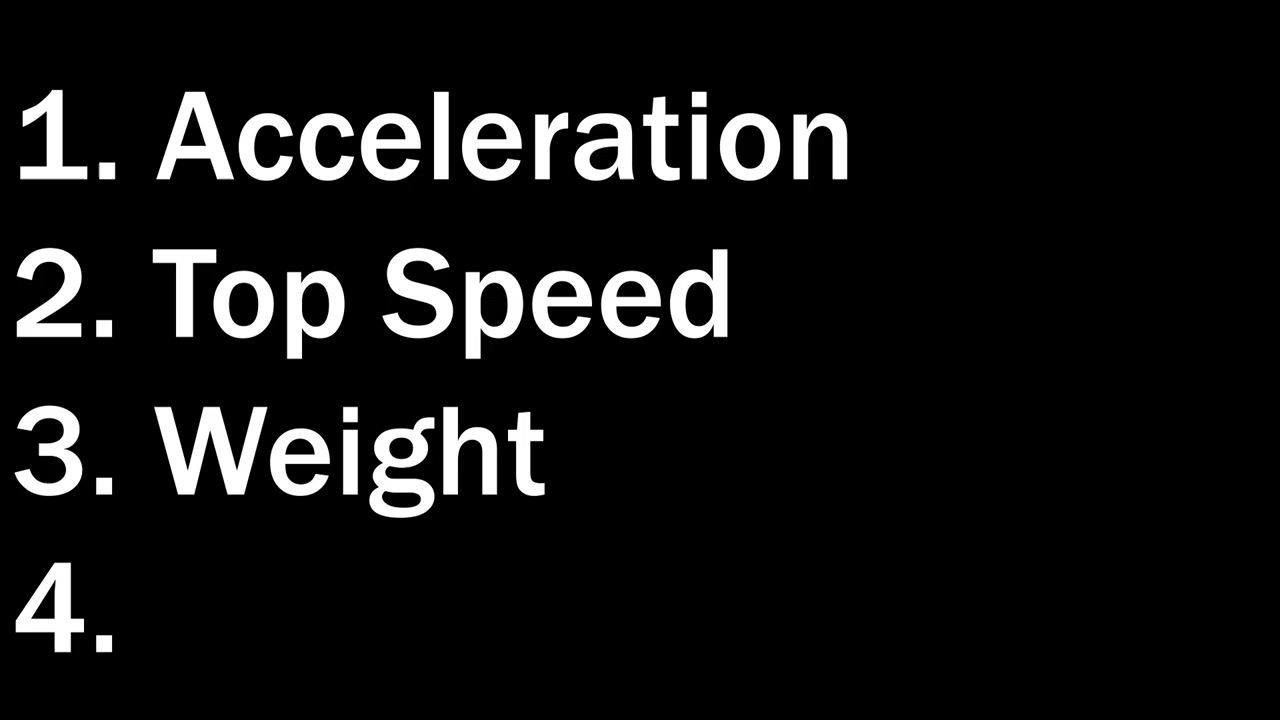 1. Acceleration
2. Top Speed
3. Weight
4.